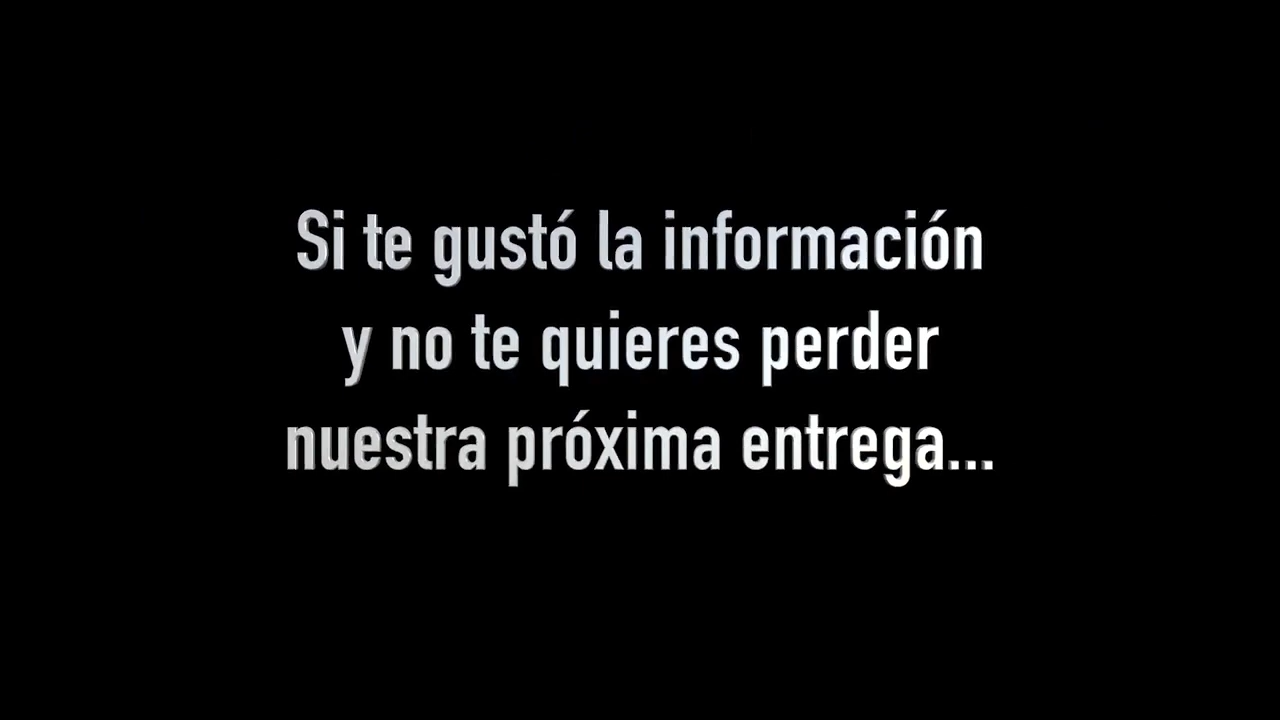 Si te gustó la información
y no te quieres perder
nuestra próxima entrega...